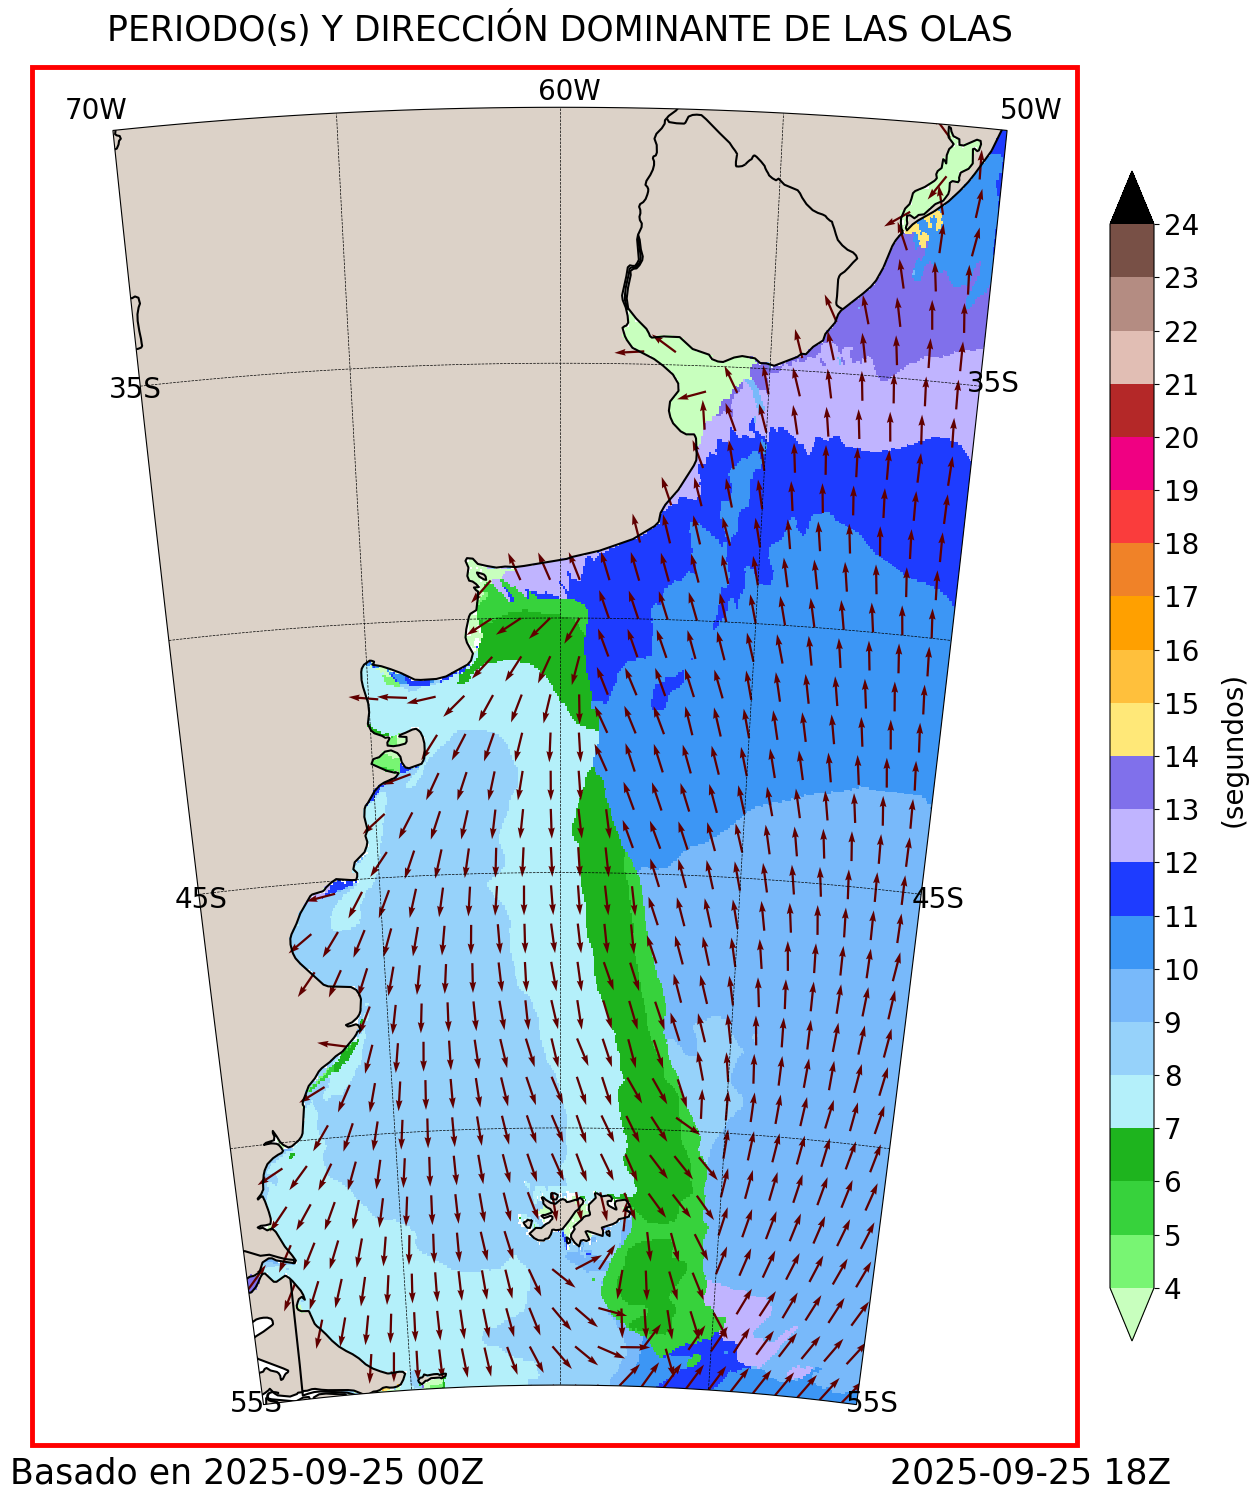 PERIODO(s) Y DIRECCIÓN DOMINANTE DE LAS OLAS
70W
60W
50W
35S
35S
45S
45S
55S
55S
24
23
22
21
20
19
18
17
16
15
14
13
12
11
10
9
8
7
6
5
4
(segundos)
Basado en 2025-09-25 00Z
2025-09-25 18Z